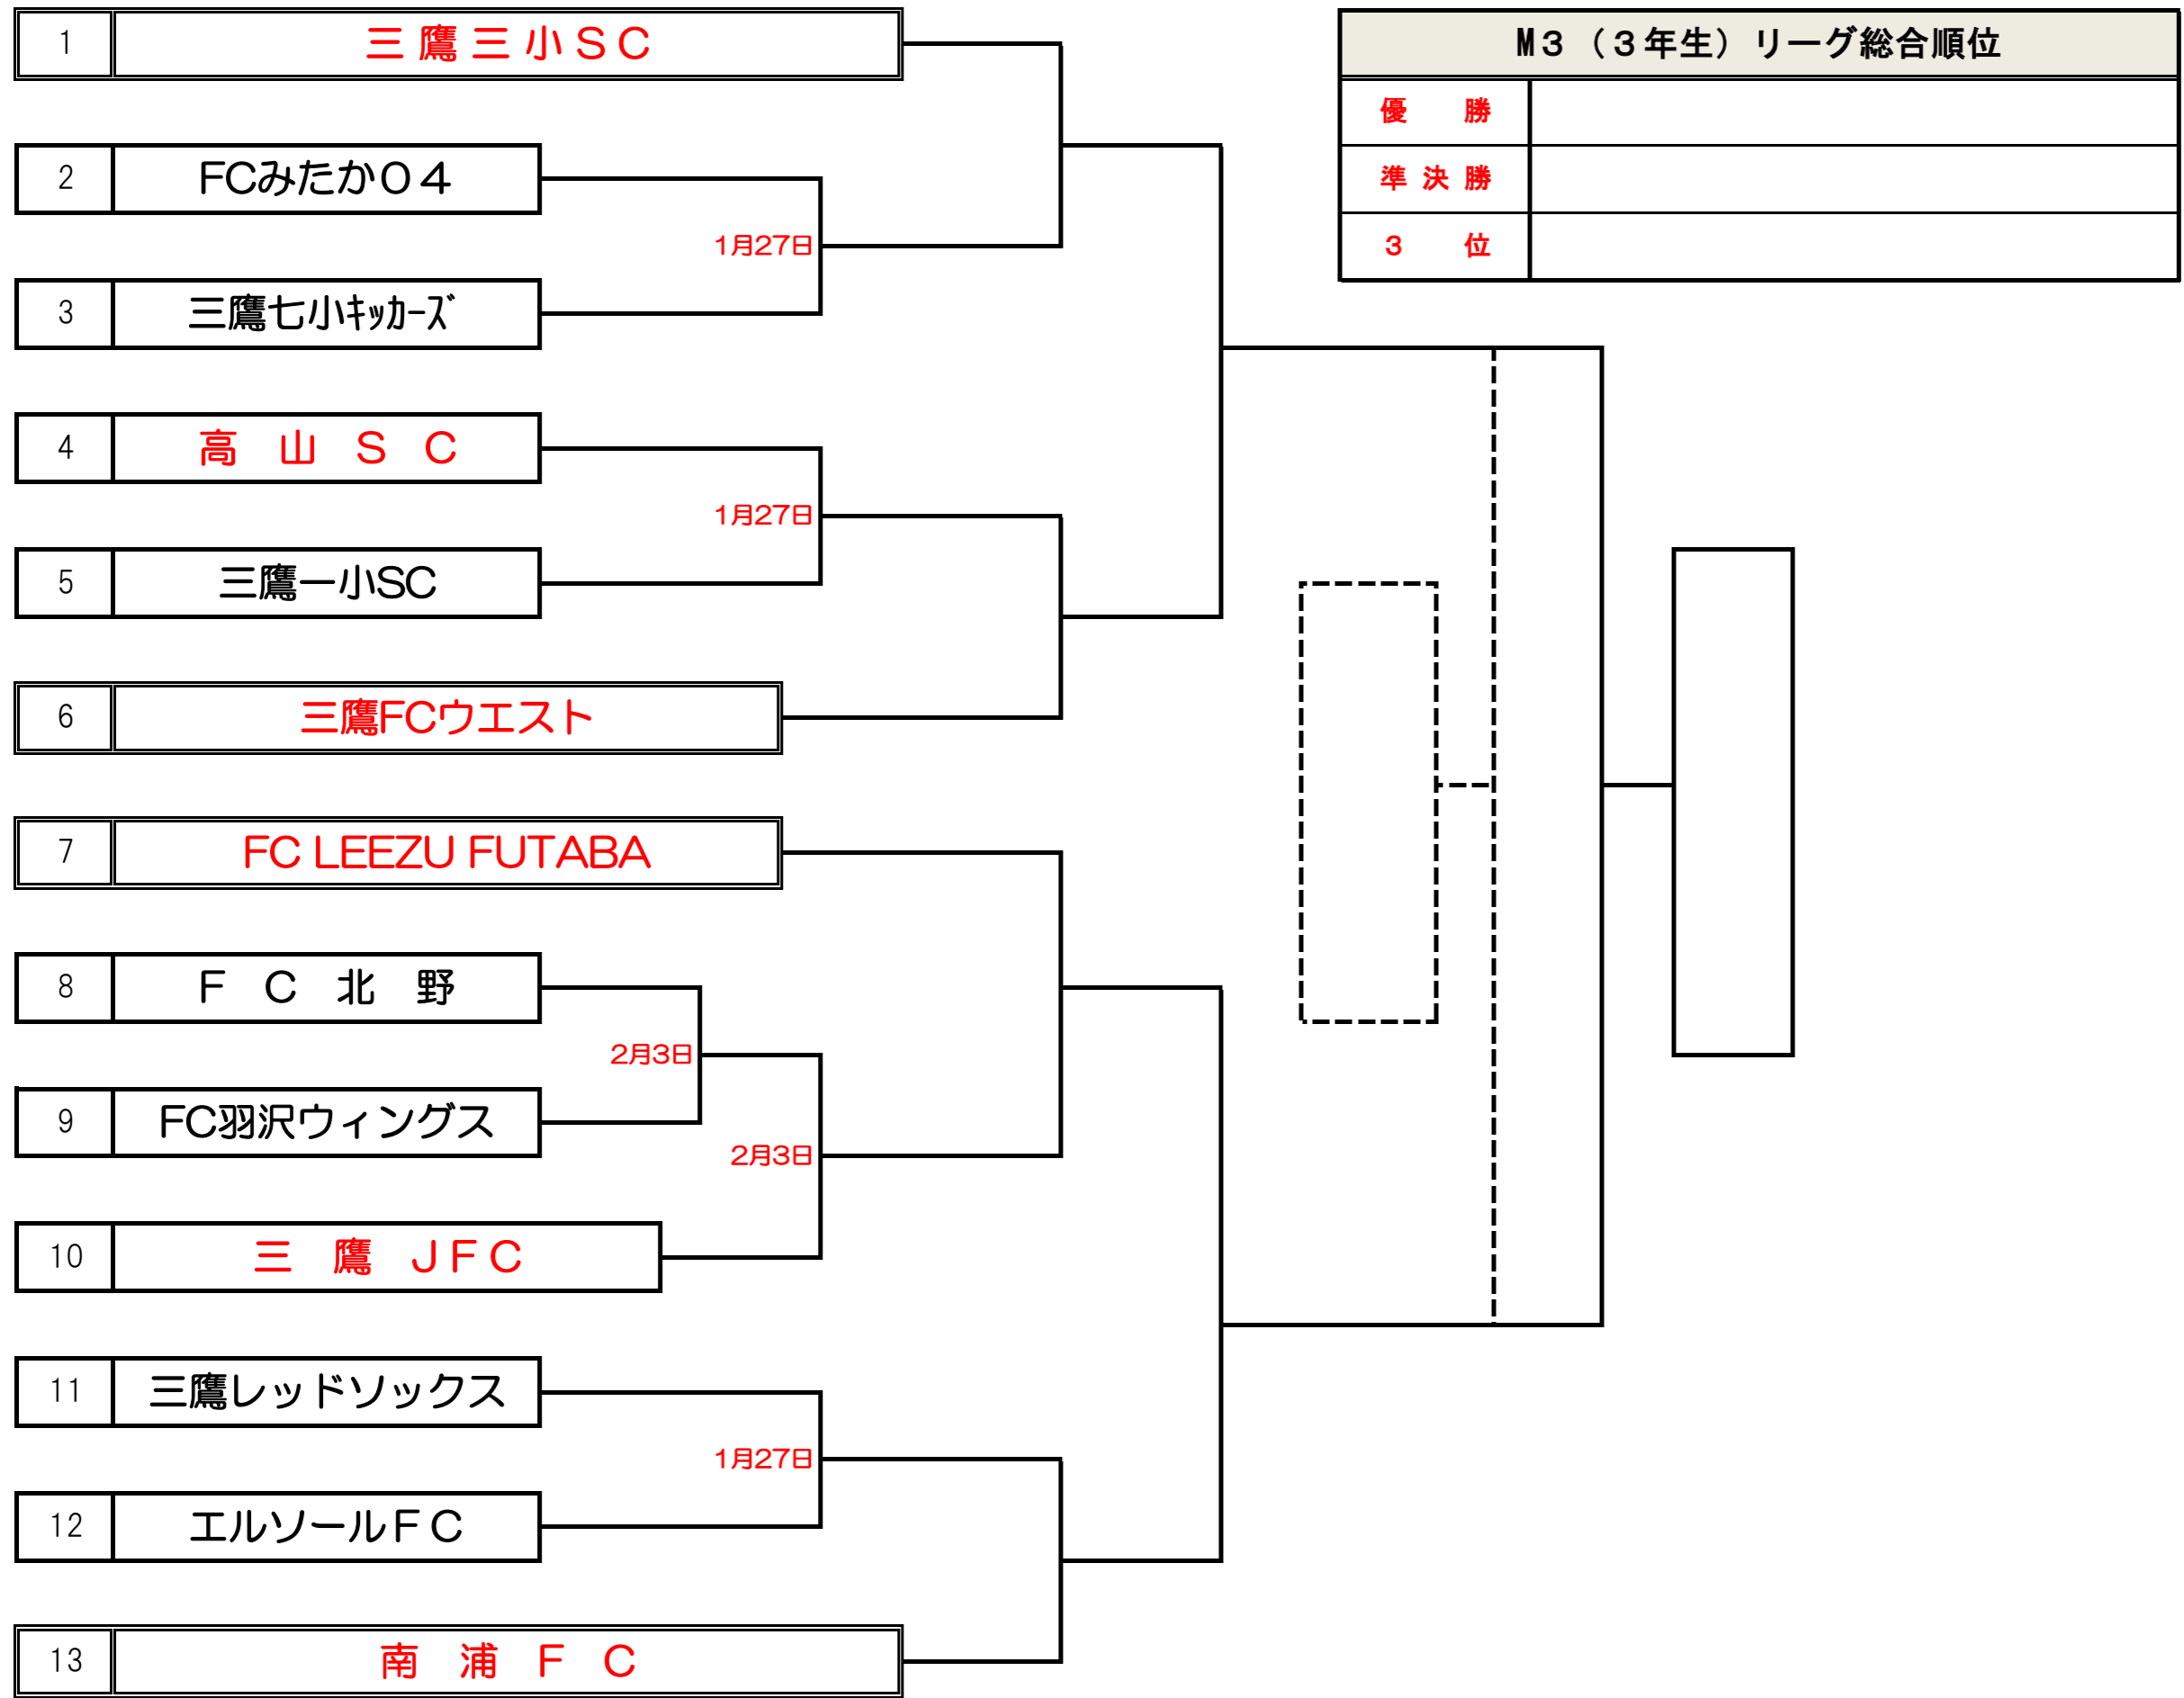 1 三鷹三小ＳＣ
2 FCみたか０４
1月27日
3 三鷹七小ｷｯｶｰｽﾞ
4 高　山　Ｓ　Ｃ
1月27日
5 三鷹一小SC
6 三鷹FCウエスト
7 FC LEEZU FUTABA
8 Ｆ　Ｃ　北　野
2月3日
9 FC羽沢ウィングス
2月3日
10 三　鷹　ＪＦＣ
11 三鷹レッドソックス
1月27日
12 エルソールＦＣ
13 南　浦　Ｆ　Ｃ
M３（３年生）リーグ総合順位
優　勝
準 決 勝
３　位